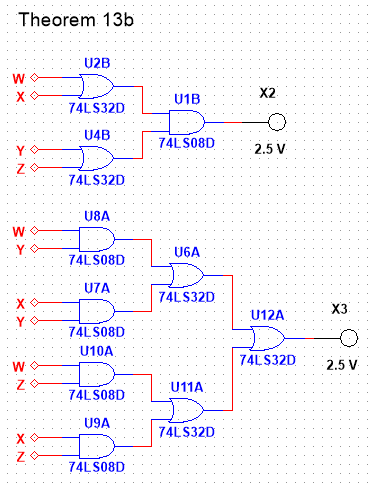 Theorem 13b
U2B
W
X
74LS32D
U1B
X2
74LS08D
2.5 V
U4B
Y
Z
74LS32D
U8A
W
Y
74LS08D
U6A
74LS32D
U7A
X
Y
74LS08D
U12A
X3
74LS32D
2.5 V
U10A
W
Z
74LS08D
U11A
74LS32D
U9A
X
Z
74LS08D